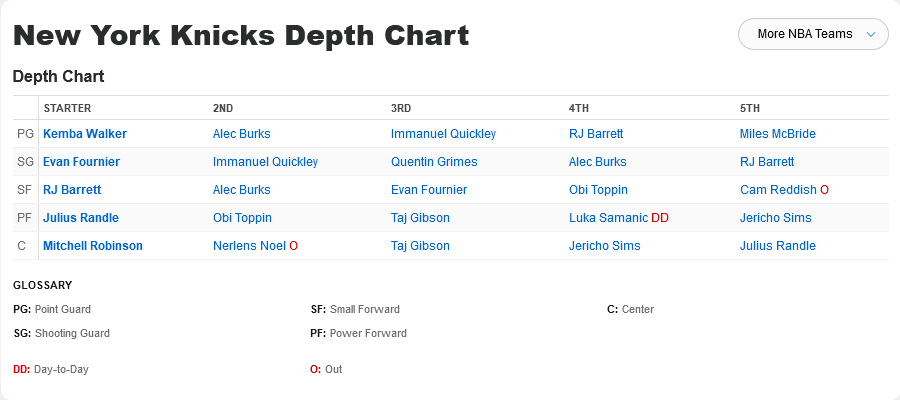 New York Knicks Depth Chart
More NBA Teams
Depth Chart
STARTER 2ND 3RD 4TH 5TH
PG Kemba Walker Alec Burks Immanuel Quickley RJ Barrett Miles McBride
SG Evan Fournier Immanuel Quickley Quentin Grimes Alec Burks RJ Barrett
SF RJ Barrett Alec Burks Evan Fournier Obi Toppin Cam Reddish O
PF Julius Randle Obi Toppin Taj Gibson Luka Samanic DD Jericho Sims
C Mitchell Robinson Nerlens Noel O Taj Gibson Jericho Sims Julius Randle
GLOSSARY
PG: Point Guard SF: Small Forward C: Center
SG: Shooting Guard PF: Power Forward
DD: Day-to-Day O: Out